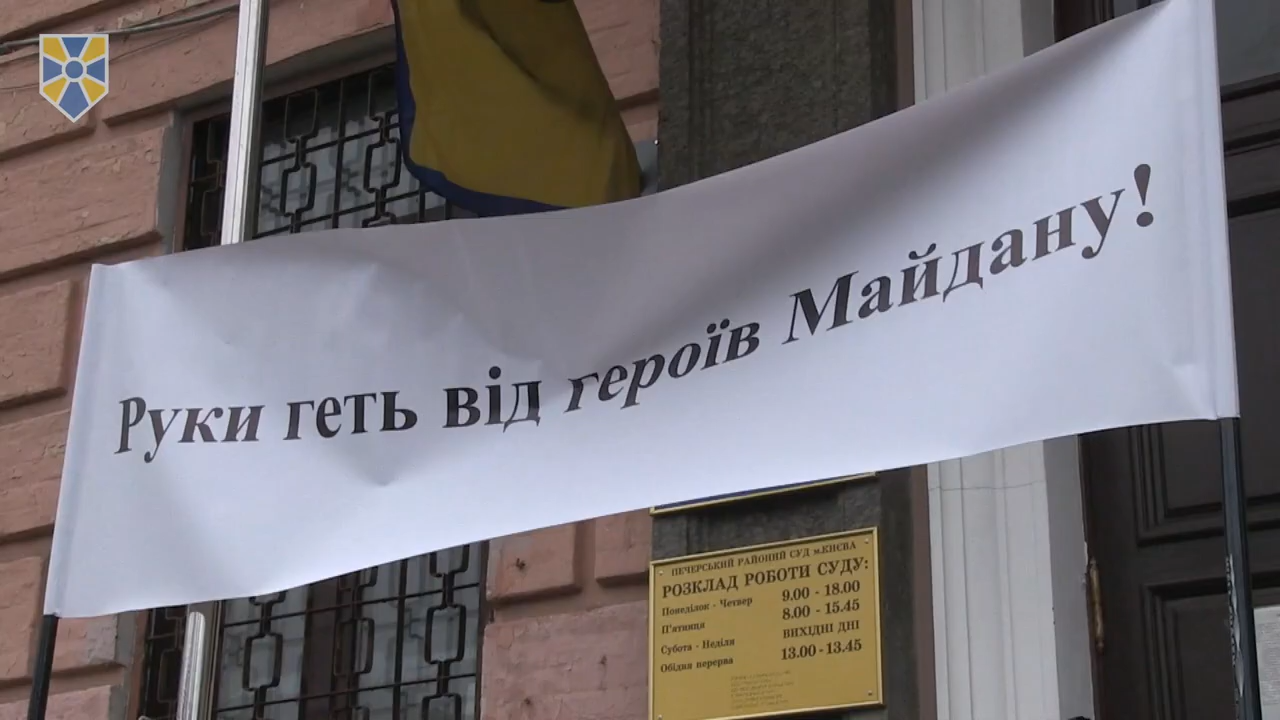 Руки геть від героїв Майдану!
ПЕЧЕРСЬКИЙ РАЙОННИЙ СУД м.КИЄВА
РОЗКЛАД РОБОТИ СУДУ:
Понеділок - Четвер 9.00 - 18.00
П'ятниця 8.00 - 15.45
Субота - Неділя ВИХІДНІ ДНІ
Обідня перерва 13.00 - 13.45